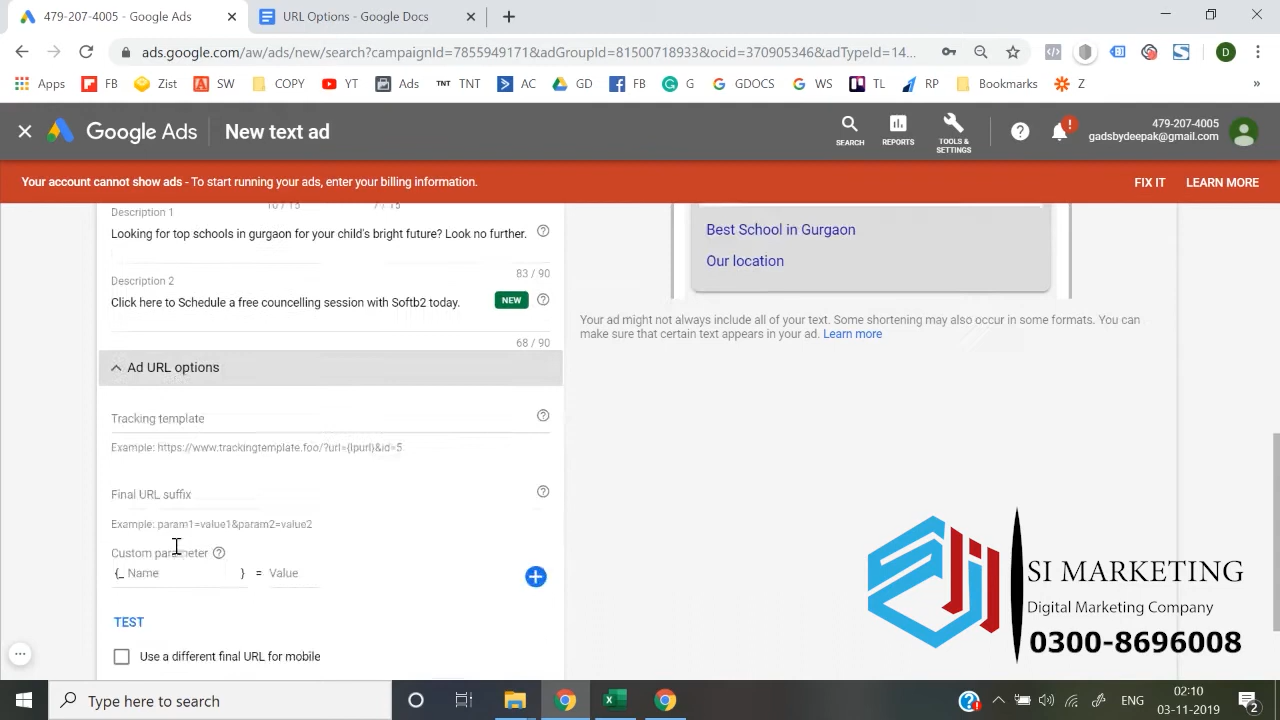 479-207-4005 - Google Ads
URL Options - Google Docs
ads.google.com/aw/ads/new/search?campaignId=7855949171&adGroupId=81500718933&ocid=370905346&adTypeId=14...
D
Apps FB Zist SW COPY YT Ads TNT TNT AC GD FB G GDOCS WS TL RP Bookmarks Z »
Google Ads
New text ad
SEARCH
REPORTS
TOOLS & SETTINGS
479-207-4005
gadsbydeepak@gmail.com
Your account cannot show ads - To start running your ads, enter your billing information.
FIX IT
LEARN MORE
10 / 15
7 / 15
Description 1
Looking for top schools in gurgaon for your child's bright future? Look no further.
83 / 90
Description 2
Click here to Schedule a free councelling session with Softb2 today.
NEW
68 / 90
Ad URL options
Tracking template
Example: https://www.trackingtemplate.foo/?url={lpurl}&id=5
Final URL suffix
Example: param1=value1&param2=value2
Custom parameter
{_ Name } = Value
TEST
Use a different final URL for mobile
Best School in Gurgaon
Our location
Your ad might not always include all of your text. Some shortening may also occur in some formats. You can
make sure that certain text appears in your ad. Learn more
SI MARKETING
Digital Marketing Company
0300-8696008
Type here to search
ENG
02:10
03-11-2019
2